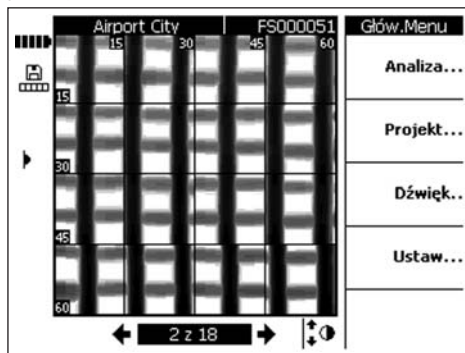 Airport City FS000051 Głów.Menu
15 30 45 60
Analiza...
15
Projekt...
30
Dźwięk..
45
Ustaw...
60
2 z 18